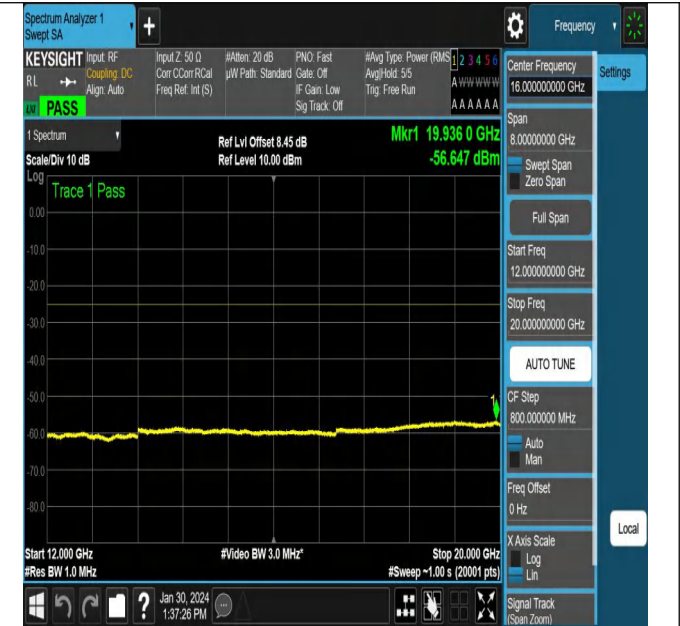 Spectrum Analyzer 1
Swept SA
Frequency
KEYSIGHT
RL
PASS
Input: RF
Coupling: DC
Align: Auto
Input Z: 50 Ω
Corr CCorr RCal
Freq Ref: Int (S)
#Atten: 20 dB
µW Path: Standard
PNO: Fast
Gate: Off
IF Gain: Low
Sig Track: Off
#Avg Type: Power (RMS
Avg|Hold: 5/5
Trig: Free Run
1 2 3 4 5 6
A W W W W W
A A A A A A
1 Spectrum
Scale/Div 10 dB
Ref Lvl Offset 8.45 dB
Ref Level 10.00 dBm
Mkr1 19.936 0 GHz
-56.647 dBm
Log
Trace 1 Pass
0.00
-10.0
-20.0
-30.0
-40.0
-50.0
-60.0
-70.0
-80.0
1
Start 12.000 GHz
#Res BW 1.0 MHz
#Video BW 3.0 MHz*
Stop 20.000 GHz
#Sweep ~1.00 s (20001 pts)
Jan 30, 2024
1:37:26 PM
Settings
Center Frequency
16.000000000 GHz
Span
8.00000000 GHz
Swept Span
Zero Span
Full Span
Start Freq
12.000000000 GHz
Stop Freq
20.000000000 GHz
AUTO TUNE
CF Step
800.000000 MHz
Auto
Man
Freq Offset
0 Hz
X Axis Scale
Log
Lin
Signal Track
(Span Zoom)
Local